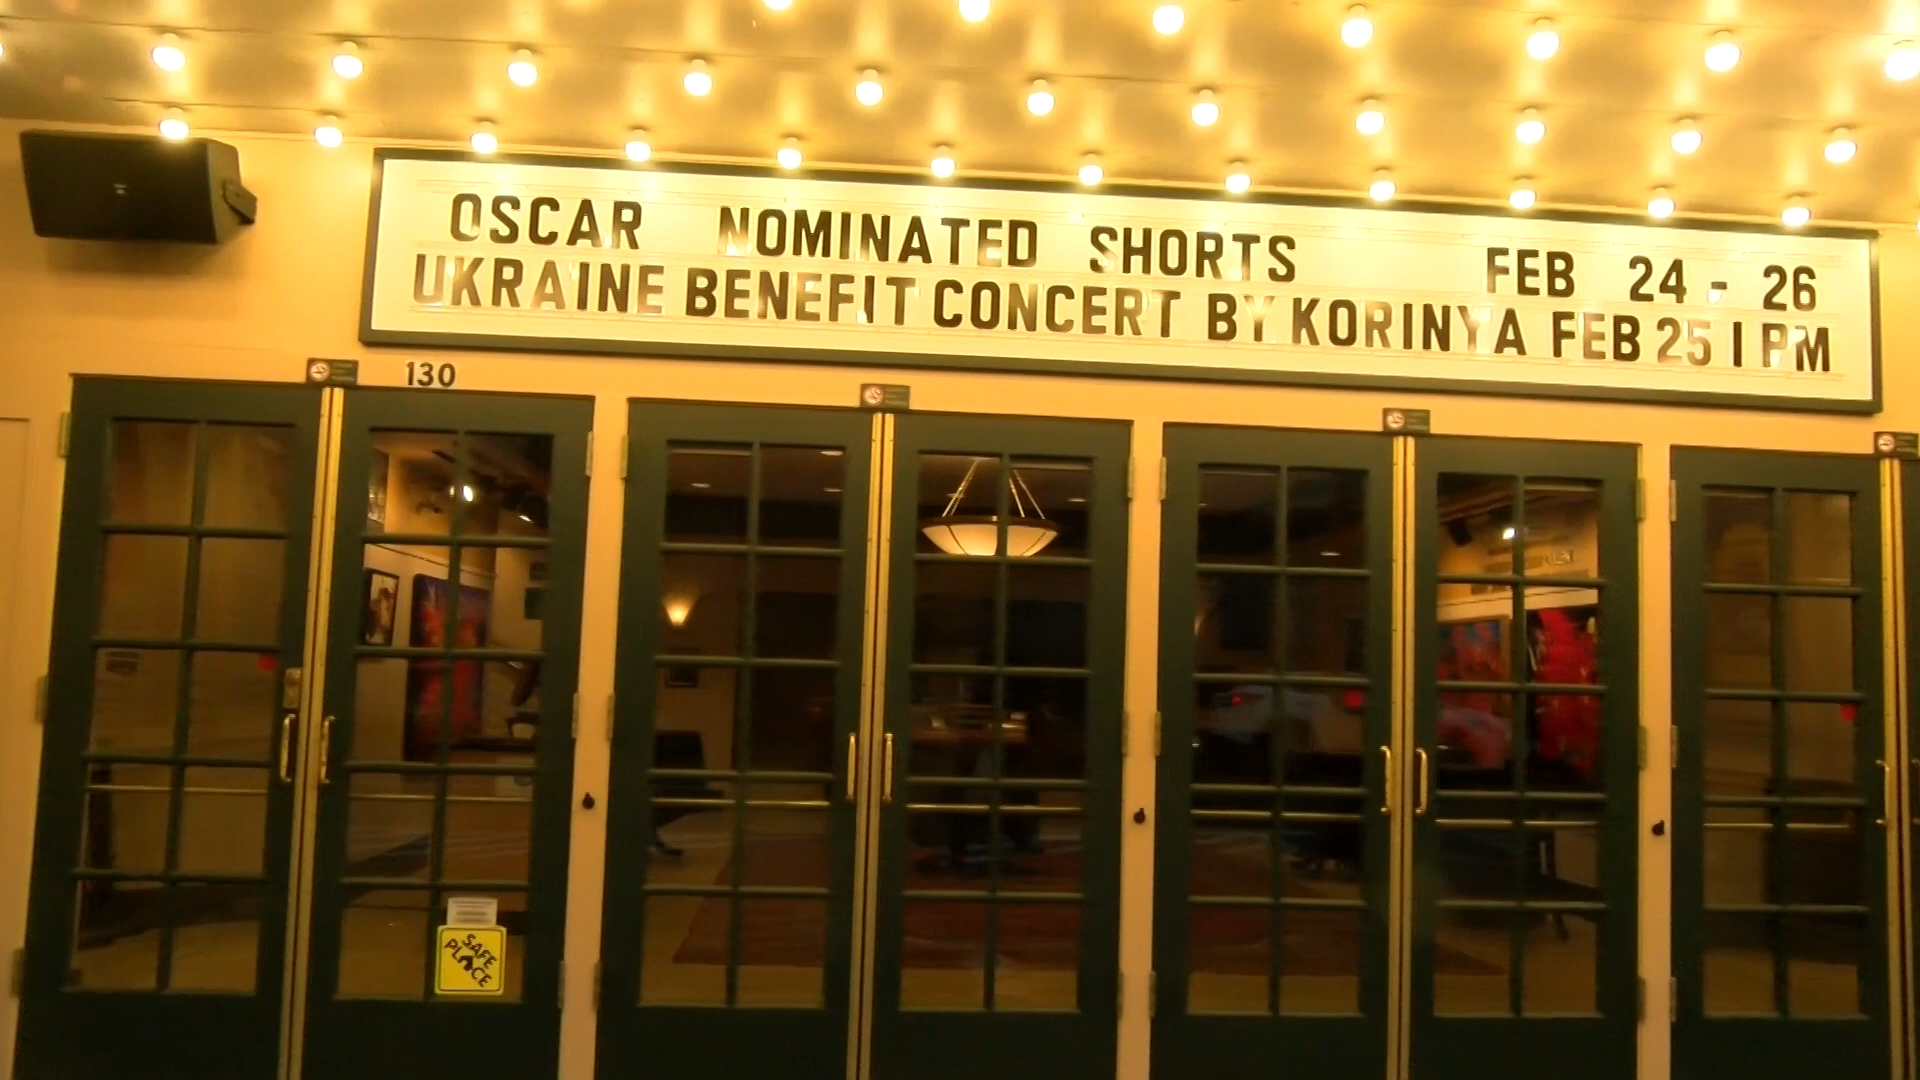 OSCAR NOMINATED SHORTS FEB 24 - 26
UKRAINE BENEFIT CONCERT BY KORINYA FEB 25 1 PM
130
SAFE
PLACE